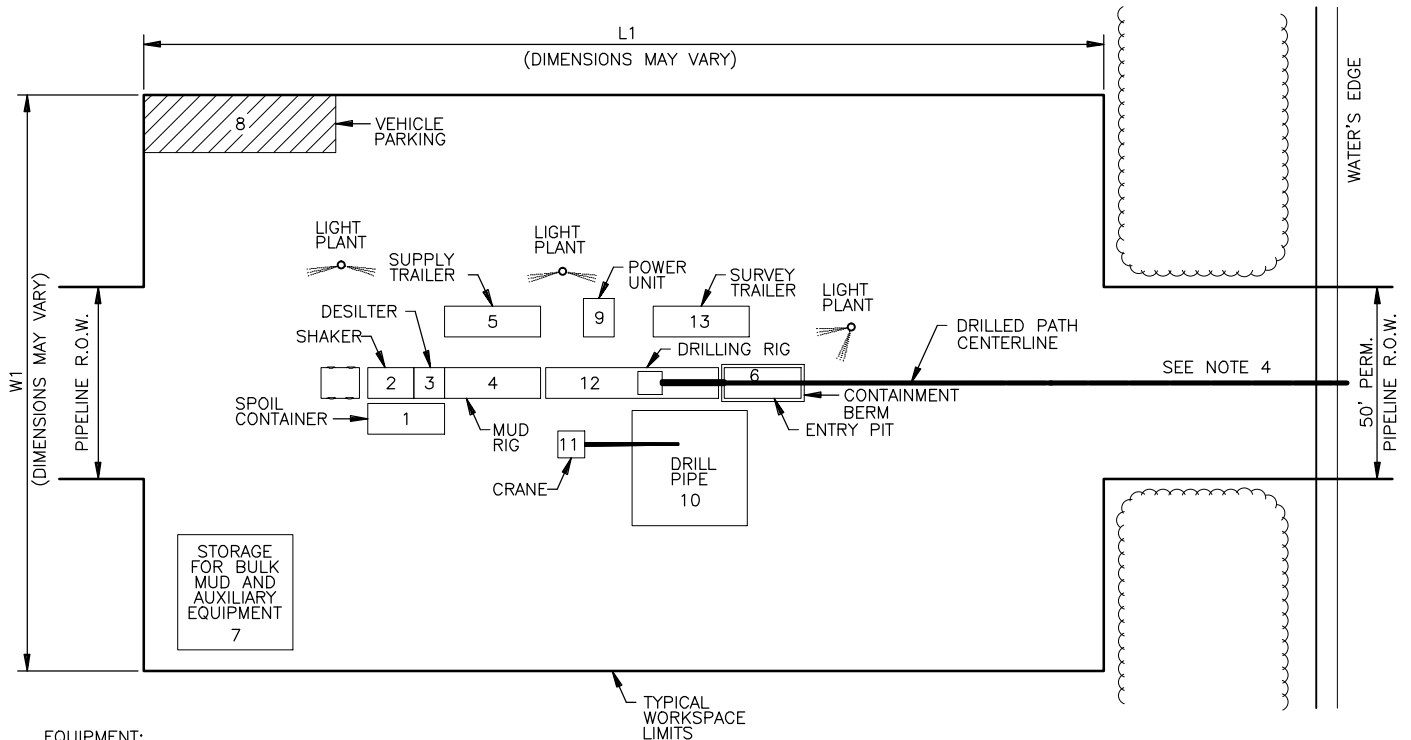 L1
(DIMENSIONS MAY VARY)
8
VEHICLE
PARKING
WATER'S EDGE
LIGHT
PLANT
LIGHT
PLANT
SUPPLY
TRAILER
POWER
UNIT
SURVEY
TRAILER
LIGHT
PLANT
5
9
13
DESILTER
SHAKER
DRILLING RIG
DRILLED PATH
CENTERLINE
SEE NOTE 4
W1
(DIMENSIONS MAY VARY)
PIPELINE R.O.W.
50' PERM.
PIPELINE R.O.W.
2
3
4
12
6
SPOIL
CONTAINER
1
MUD
RIG
CONTAINMENT
BERM
ENTRY PIT
11
CRANE
DRILL
PIPE
10
STORAGE
FOR BULK
MUD AND
AUXILIARY
EQUIPMENT
7
TYPICAL
WORKSPACE
LIMITS
EQUIPMENT: